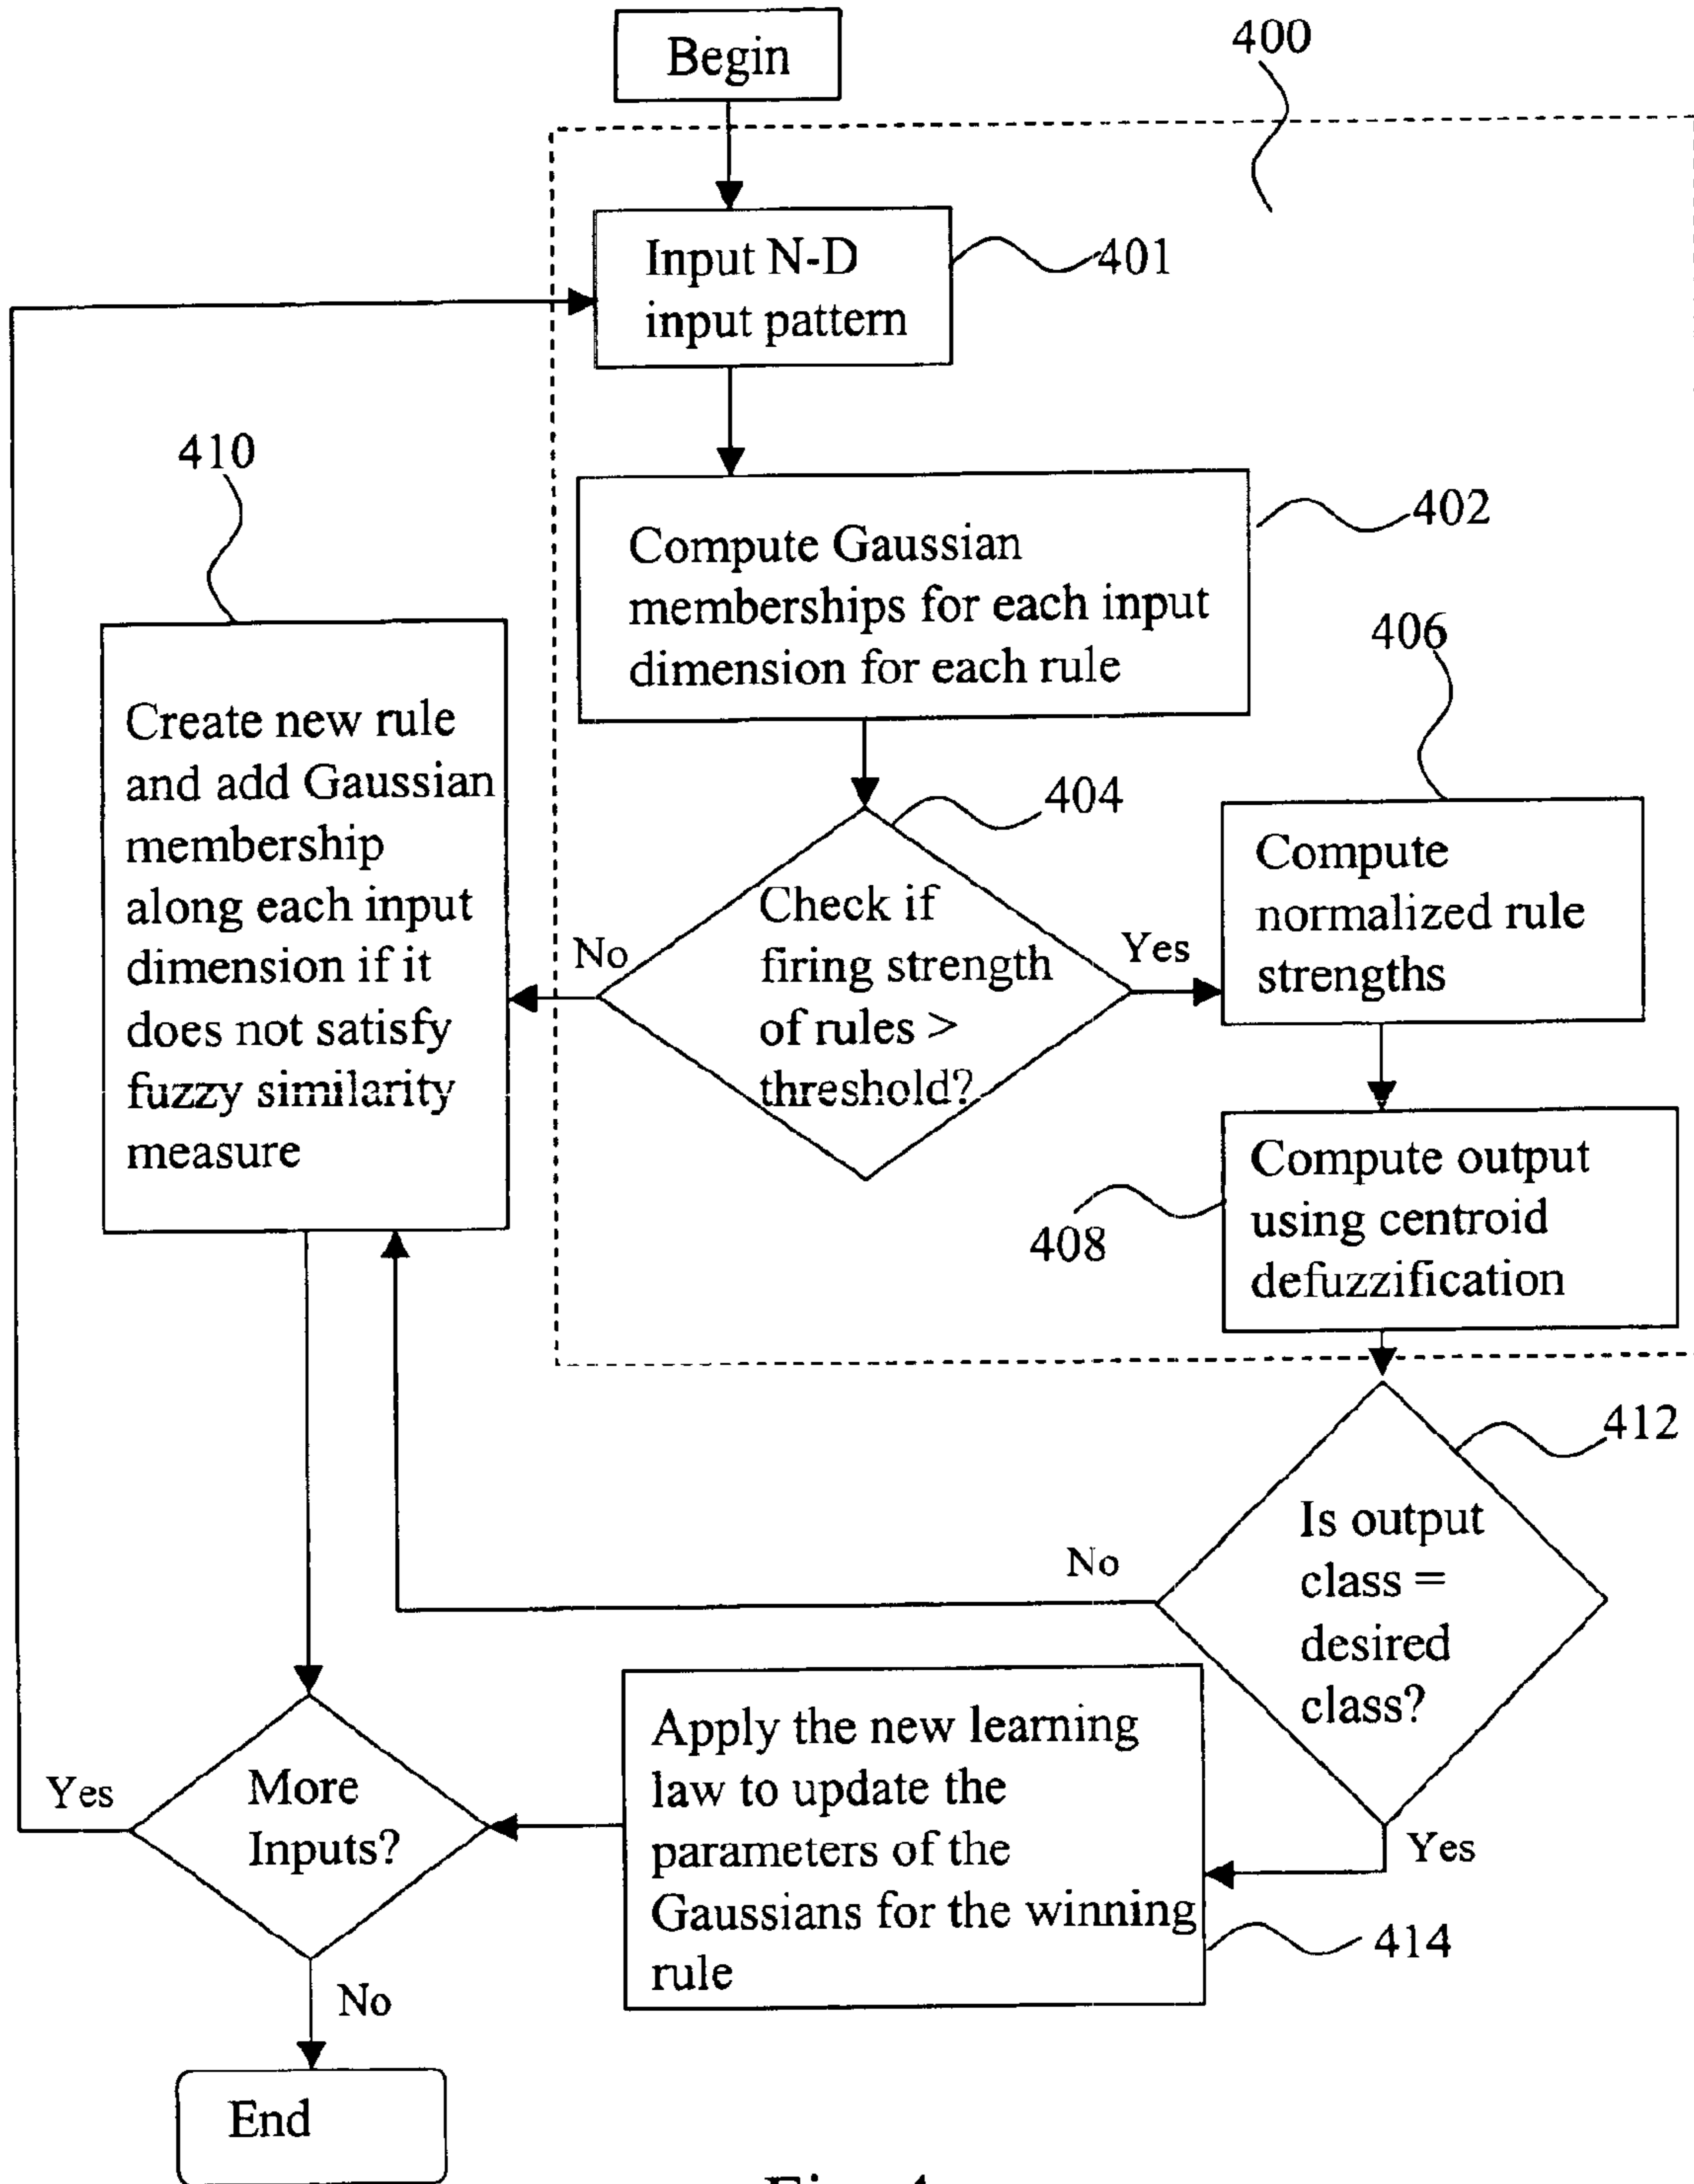 Begin
400
Input N-D
input pattern
401
410
Compute Gaussian
memberships for each input
dimension for each rule
402
406
Create new rule
and add Gaussian
membership
along each input
dimension if it
does not satisfy
fuzzy similarity
measure
404
Check if
firing strength
of rules >
threshold?
No
Yes
Compute
normalized rule
strengths
Compute output
using centroid
defuzzification
408
412
Is output
class =
desired
class?
No
Yes
Apply the new learning
law to update the
parameters of the
Gaussians for the winning
rule
414
More
Inputs?
Yes
No
End